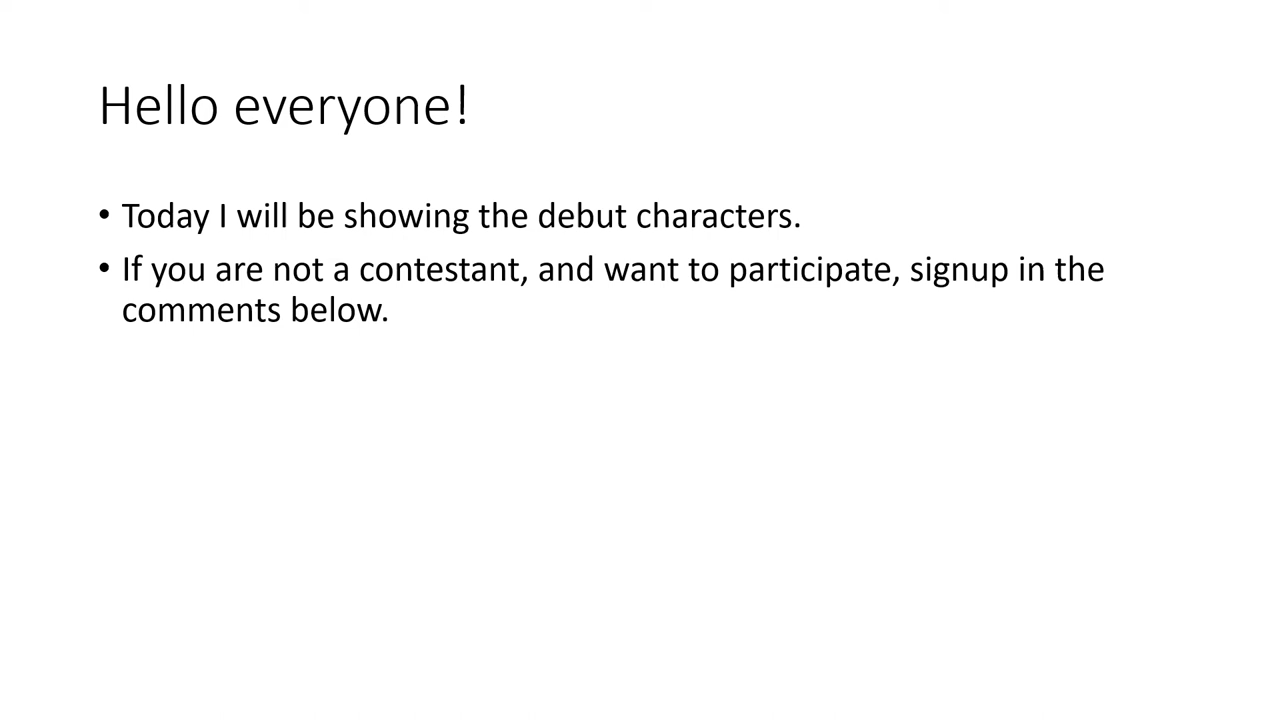 Hello everyone!
• Today I will be showing the debut characters.
• If you are not a contestant, and want to participate, signup in the
comments below.